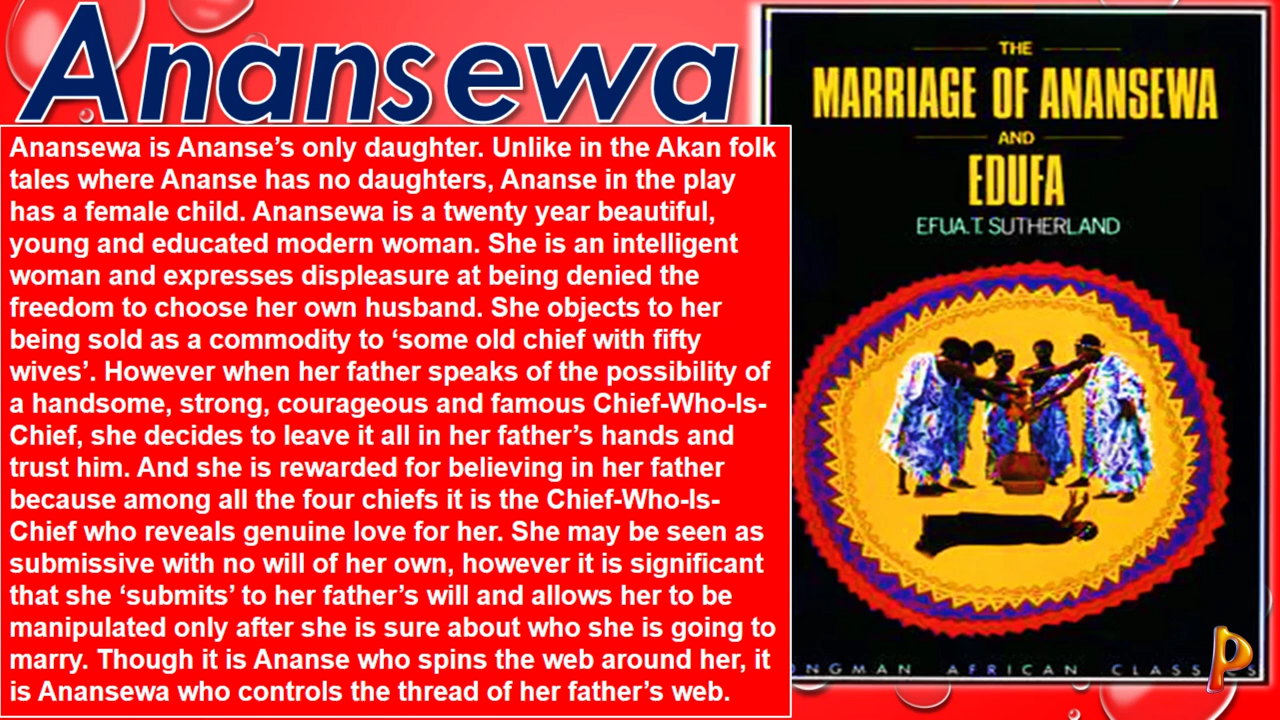 Anansewa
Anansewa is Ananse’s only daughter. Unlike in the Akan folk
tales where Ananse has no daughters, Ananse in the play
has a female child. Anansewa is a twenty year beautiful,
young and educated modern woman. She is an intelligent
woman and expresses displeasure at being denied the
freedom to choose her own husband. She objects to her
being sold as a commodity to ‘some old chief with fifty
wives’. However when her father speaks of the possibility of
a handsome, strong, courageous and famous Chief-Who-Is-
Chief, she decides to leave it all in her father’s hands and
trust him. And she is rewarded for believing in her father
because among all the four chiefs it is the Chief-Who-Is-
Chief who reveals genuine love for her. She may be seen as
submissive with no will of her own, however it is significant
that she ‘submits’ to her father’s will and allows her to be
manipulated only after she is sure about who she is going to
marry. Though it is Ananse who spins the web around her, it
is Anansewa who controls the thread of her father’s web.
THE
MARRIAGE OF ANANSEWA
AND
EDUFA
EFUA.T. SUTHERLAND
ONGMAN AFRICAN CLASSICS
P